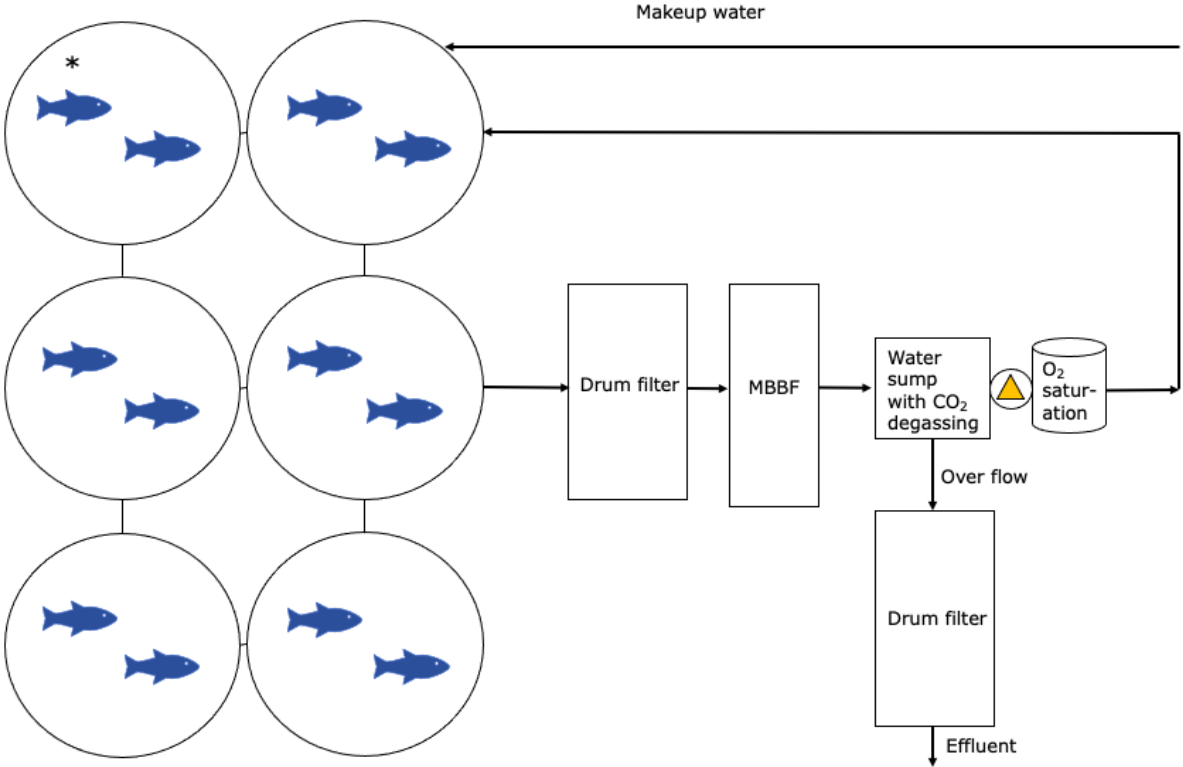 Makeup water
*
Drum filter
MBBF
Water
sump
with CO₂
degassing
O₂
satur-
ation
Over flow
Drum filter
Effluent